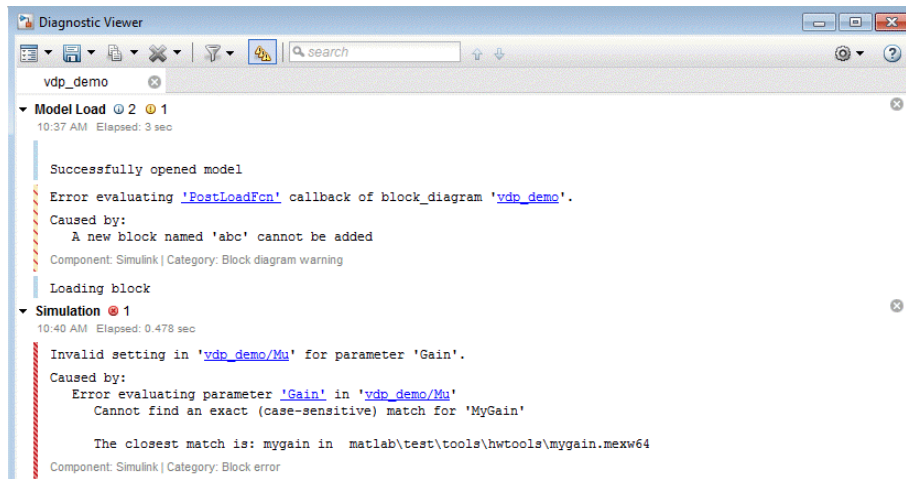 Diagnostic Viewer
search
vdp_demo
Model Load 2 1
10:37 AM Elapsed: 3 sec
Successfully opened model
Error evaluating 'PostLoadFcn' callback of block_diagram 'vdp_demo'.
Caused by:
A new block named 'abc' cannot be added
Component: Simulink | Category: Block diagram warning
Loading block
Simulation 1
10:40 AM Elapsed: 0.478 sec
Invalid setting in 'vdp_demo/Mu' for parameter 'Gain'.
Caused by:
Error evaluating parameter 'Gain' in 'vdp_demo/Mu'
Cannot find an exact (case-sensitive) match for 'MyGain'
The closest match is: mygain in matlab\test\tools\hwtools\mygain.mexw64
Component: Simulink | Category: Block error